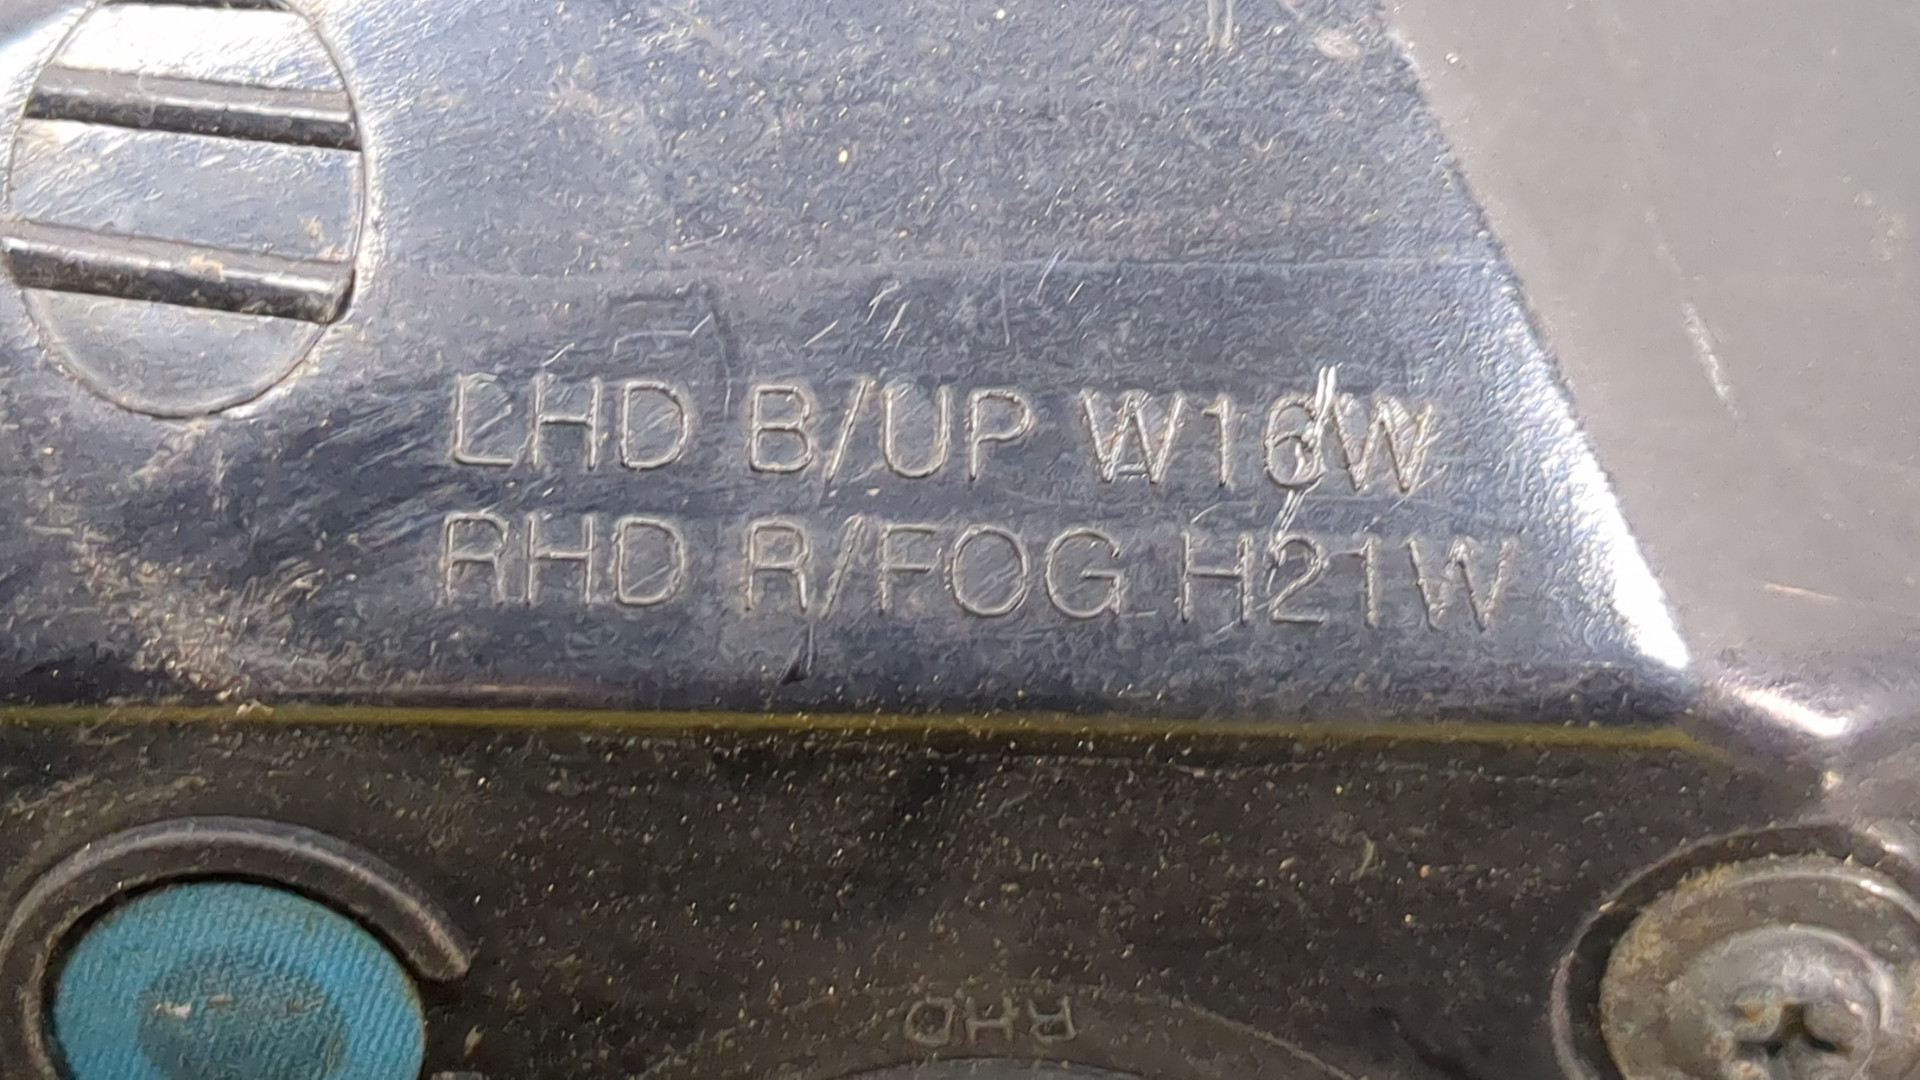 LHD B/UP W16W
RHD R/FOG H21W
RHD